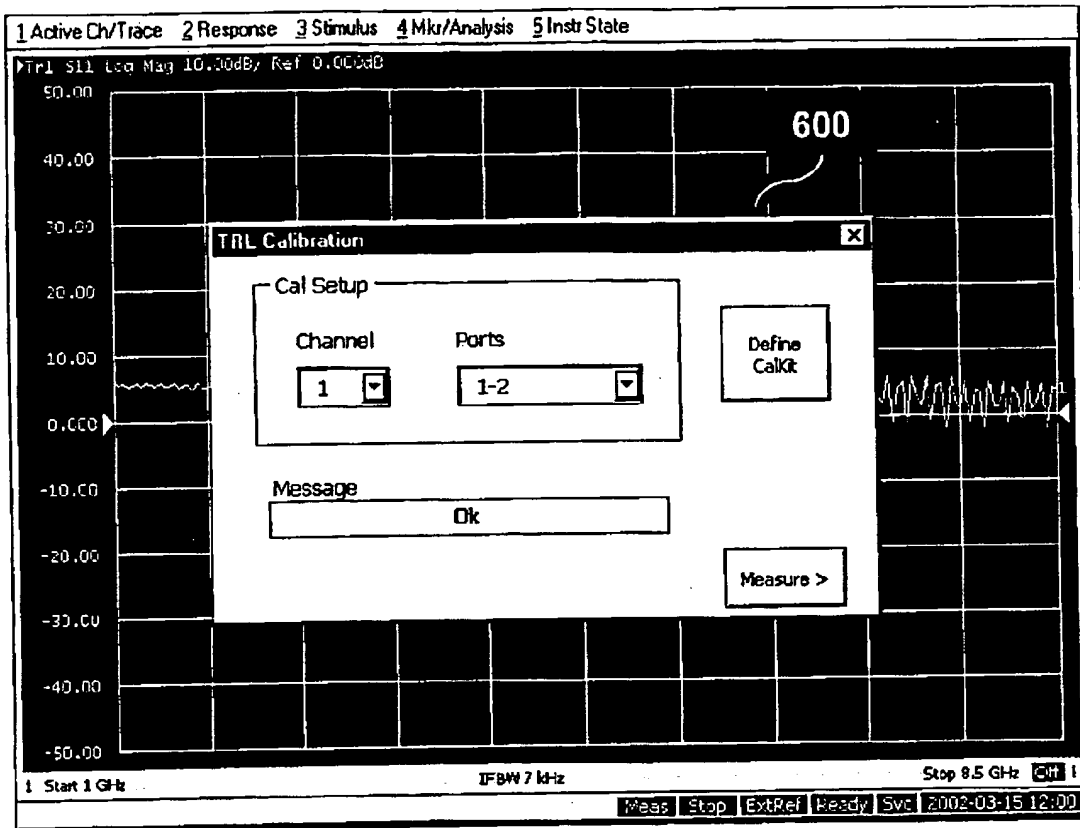 1 Active Ch/Trace 2 Response 3 Stimulus 4 Mkr/Analysis 5 Instr State
Tr1 S11 Log Mag 10.00dB/ Ref 0.000dB
50.00
600
40.00
30.00
TRL Calibration
Cal Setup
20.00
Channel Ports
Define
CalKit
10.00
1 1-2
0.000
-10.00
Message
Ok
-20.00
Measure >
-30.00
-40.00
-50.00
1 Start 1 GHz IFBW 7 kHz Stop 8.5 GHz Off
Meas Stop ExtRef Ready Svc 2002-03-15 12:00